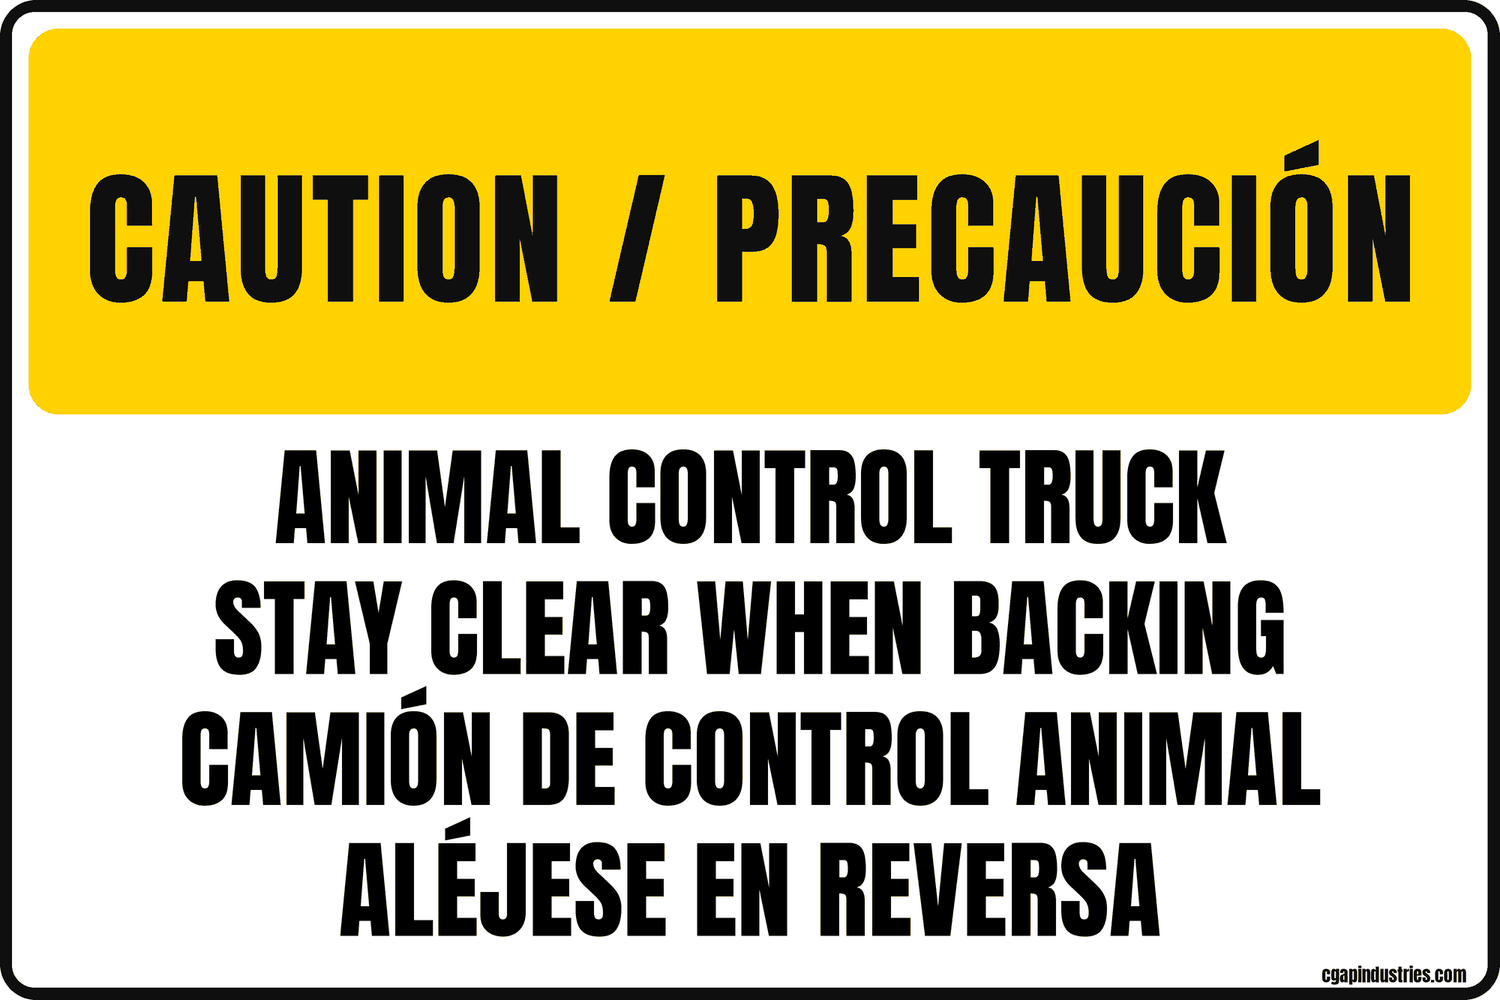 CAUTION / PRECAUCIÓN
ANIMAL CONTROL TRUCK
STAY CLEAR WHEN BACKING
CAMIÓN DE CONTROL ANIMAL
ALÉJESE EN REVERSA
cgapindustries.com